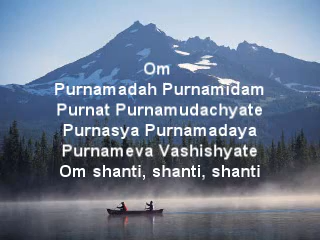 Om
Purnamadah Purnamidam
Purnat Purnamudachyate
Purnasya Purnamadaya
Purnameva Vashishyate
Om shanti, shanti, shanti